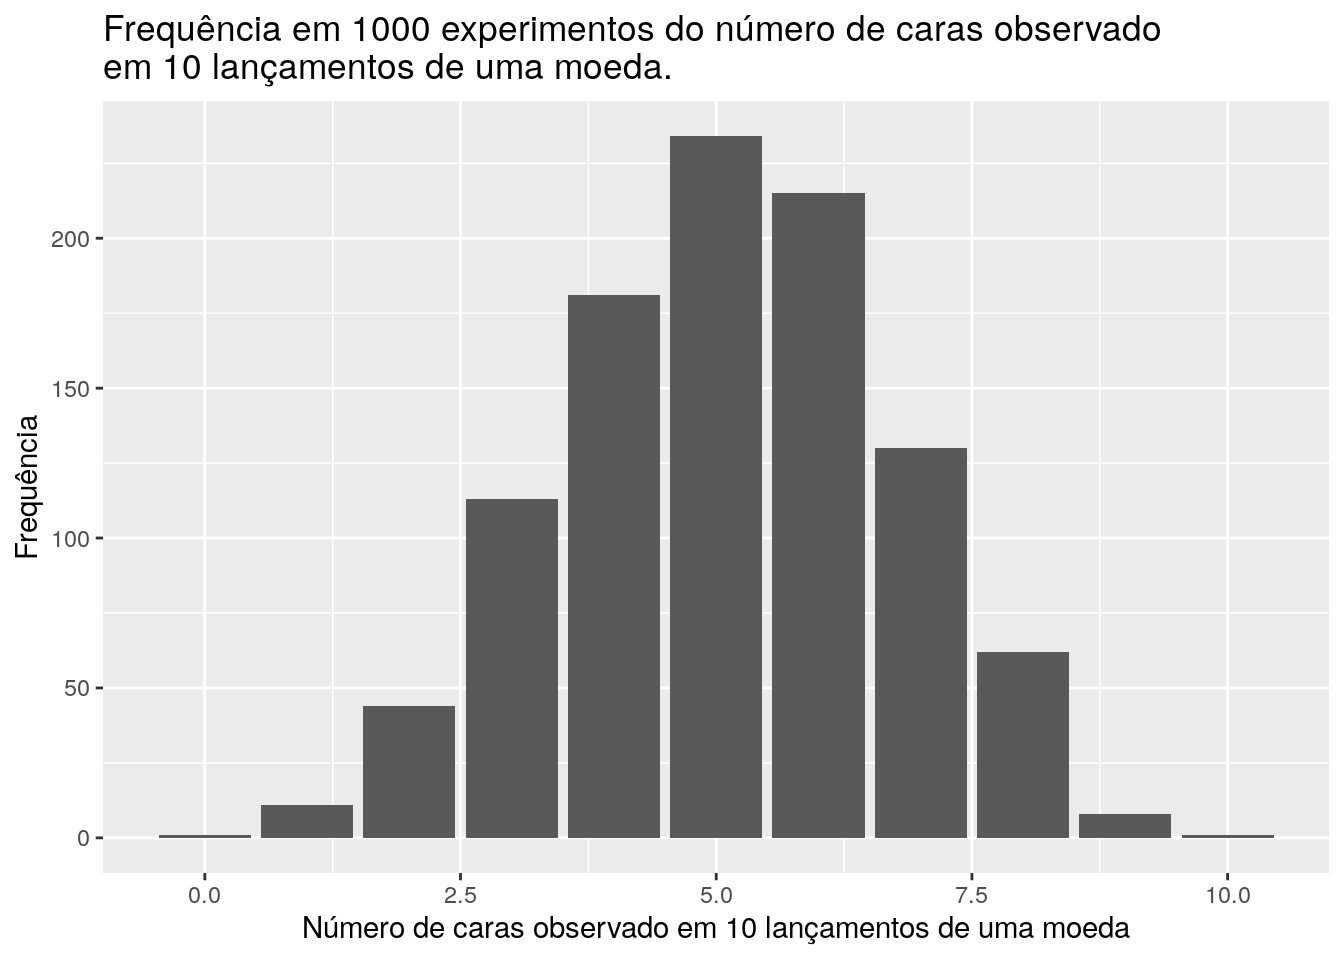 Frequência em 1000 experimentos do número de caras observado
em 10 lançamentos de uma moeda.
Frequência
200
150
100
50
0
0.0 2.5 5.0 7.5 10.0
Número de caras observado em 10 lançamentos de uma moeda